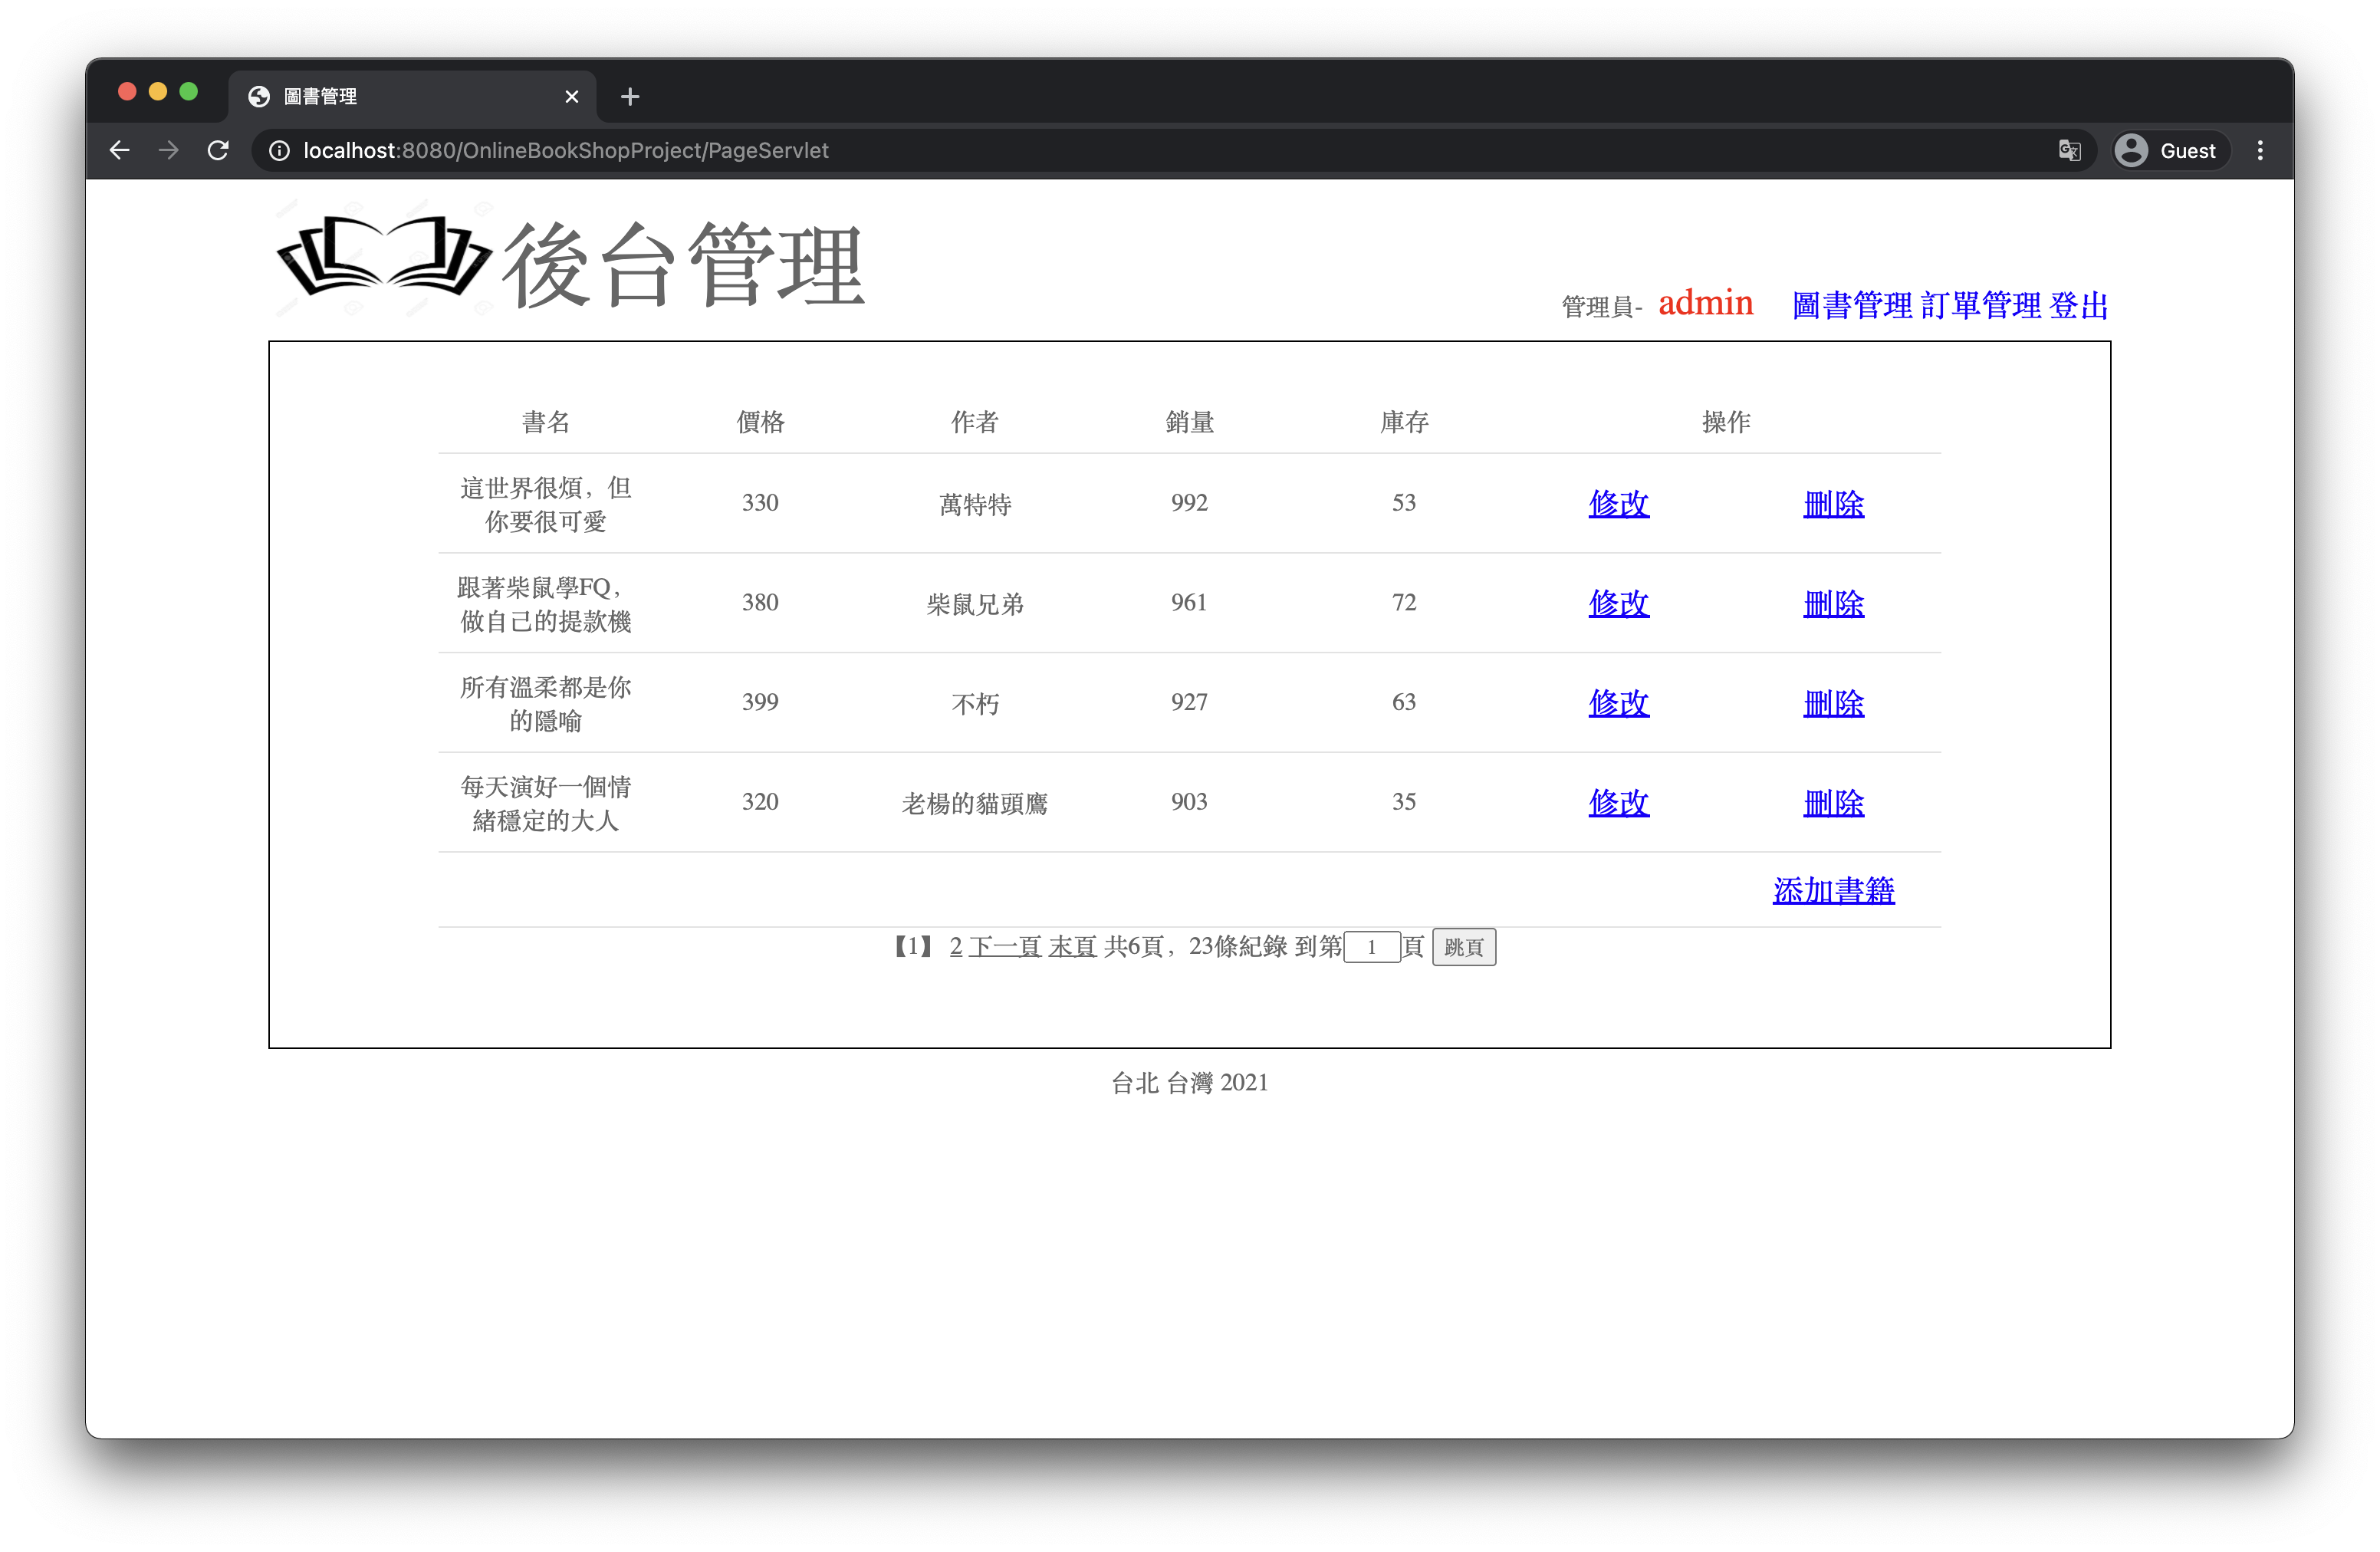 圖書管理
localhost:8080/OnlineBookShopProject/PageServlet
Guest
後台管理
管理員- admin 圖書管理 訂單管理 登出
書名 價格 作者 銷量 庫存 操作
這世界很煩，但
你要很可愛
330 萬特特 992 53 修改 刪除
跟著柴鼠學FQ，
做自己的提款機
380 柴鼠兄弟 961 72 修改 刪除
所有溫柔都是你
的隱喻
399 不朽 927 63 修改 刪除
每天演好一個情
緒穩定的大人
320 老楊的貓頭鷹 903 35 修改 刪除
添加書籍
【1】 2 下一頁 末頁 共6頁，23條紀錄 到第 1 頁 跳頁
台北 台灣 2021